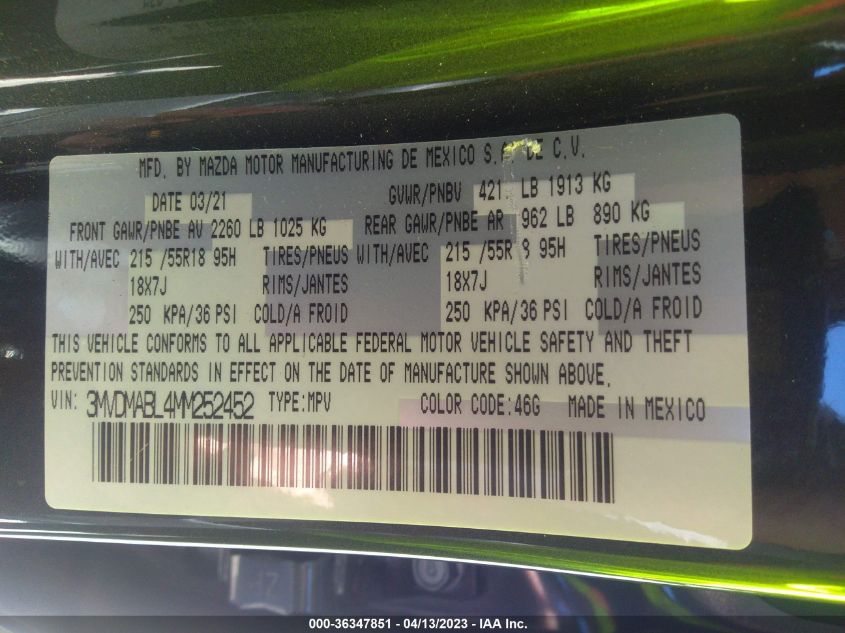 MFD. BY MAZDA MOTOR MANUFACTURING DE MEXICO S.A. DE C.V.
DATE 03/21 GVWR/PNBV 421 LB 1913 KG
FRONT GAWR/PNBE AV 2260 LB 1025 KG REAR GAWR/PNBE AR 962 LB 890 KG
WITH/AVEC 215 /55R18 95H TIRES/PNEUS WITH/AVEC 215 /55R 8 95H TIRES/PNEUS
18X7J RIMS/JANTES 18X7J RIMS/JANTES
250 KPA/36 PSI COLD/A FROID 250 KPA/36 PSI COLD/A FROID
THIS VEHICLE CONFORMS TO ALL APPLICABLE FEDERAL MOTOR VEHICLE SAFETY AND THEFT
PREVENTION STANDARDS IN EFFECT ON THE DATE OF MANUFACTURE SHOWN ABOVE.
VIN: 3MVDMABL4MM252452 TYPE:MPV COLOR CODE:46G MADE IN MEXICO
000-36347851 / 04/13/2023 - IAA Inc.